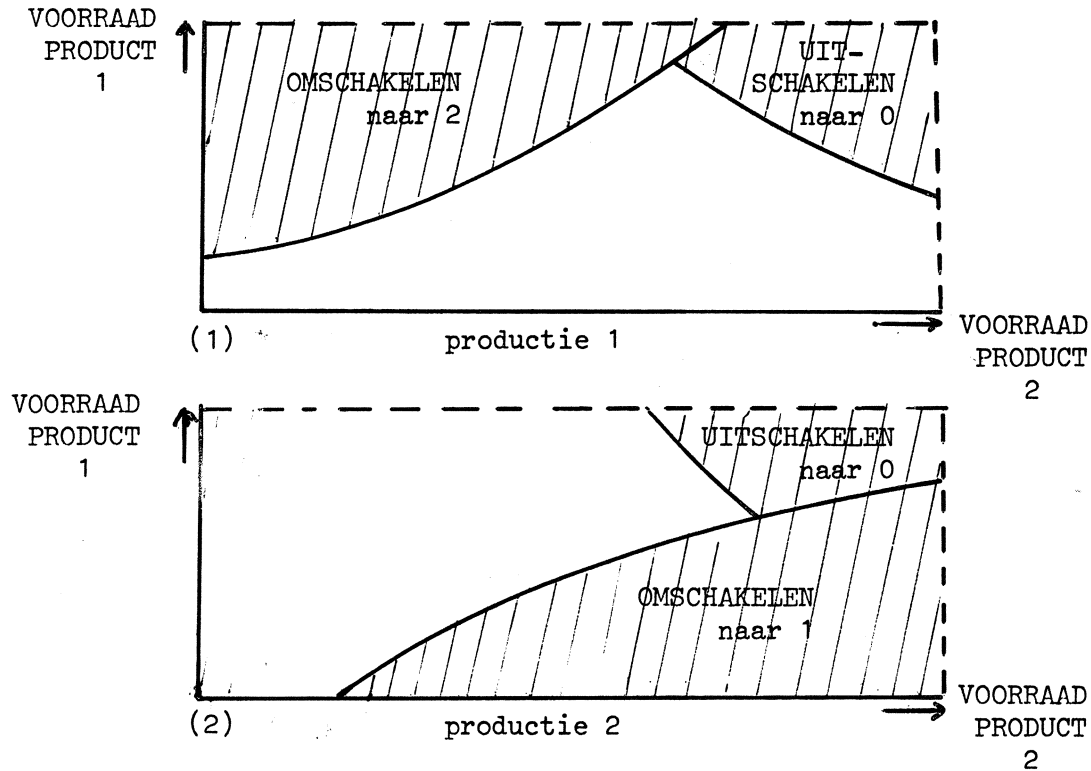 VOORRAAD
PRODUCT
1
OMSCHAKELEN
naar 2
UIT-
SCHAKELEN
naar 0
(1)
productie 1
VOORRAAD
PRODUCT
2
VOORRAAD
PRODUCT
1
UITSCHAKELEN
naar 0
OMSCHAKELEN
naar 1
(2)
productie 2
VOORRAAD
PRODUCT
2